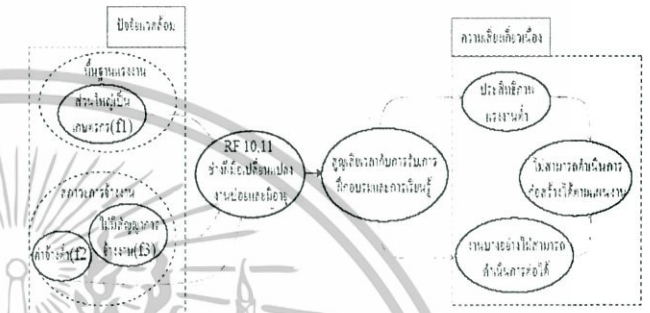 ปัจจัยแวดล้อม
ความเสี่ยงเกี่ยวเนื่อง
พื้นฐานแรงงาน
ส่วนใหญ่เป็น
เกษตรกร(f1)
สภาวะการจ้างงาน
ไม่มีสัญญาการ
จ้างงาน(f3)
ค่าจ้างต่ำ(f2
RF 10,11
ช่างฝีมือเปลี่ยนแปลง
งานบ่อยและมีอายุ
สูญเสียเวลากับการรับการ
ฝึกอบรมและการเรียนรู้
ประสิทธิภาพ
แรงงานต่ำ
ไม่สามารถดำเนินการ
ก่อสร้างได้ตามแผนงาน
งานบางอย่างไม่สามารถ
ดำเนินการต่อได้